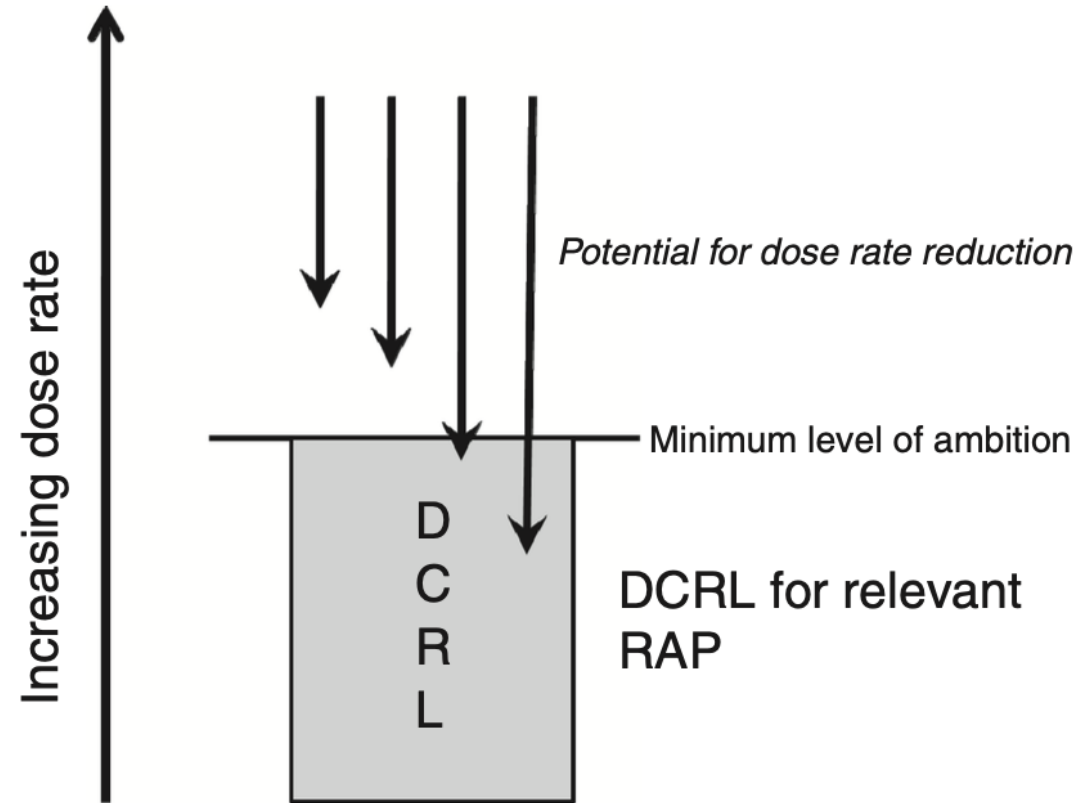 Increasing dose rate
Potential for dose rate reduction
Minimum level of ambition
D
C
R
L
DCRL for relevant
RAP